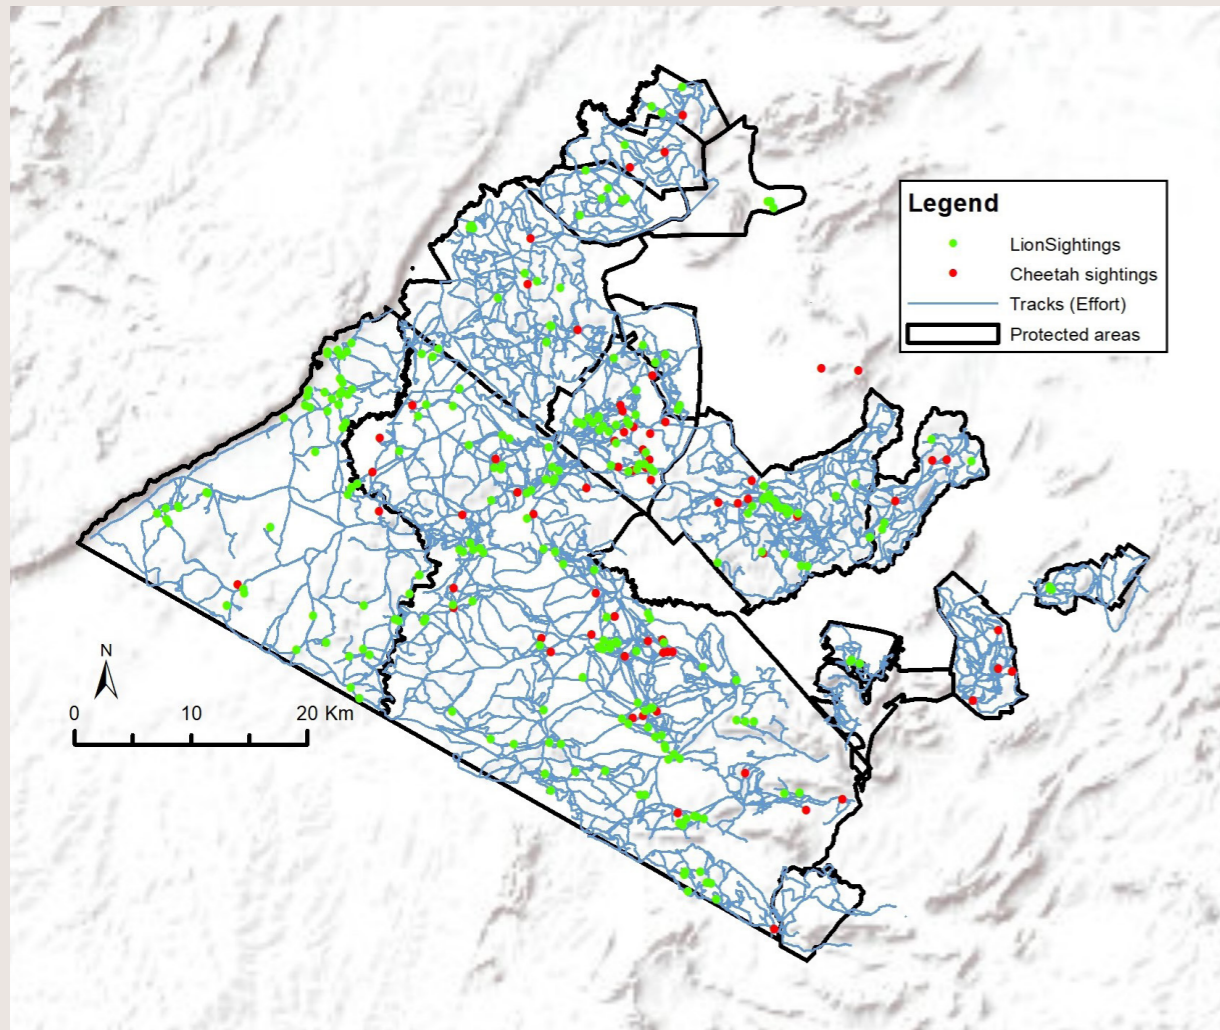 Legend
LionSightings
Cheetah sightings
Tracks (Effort)
Protected areas
N
0 10 20 Km